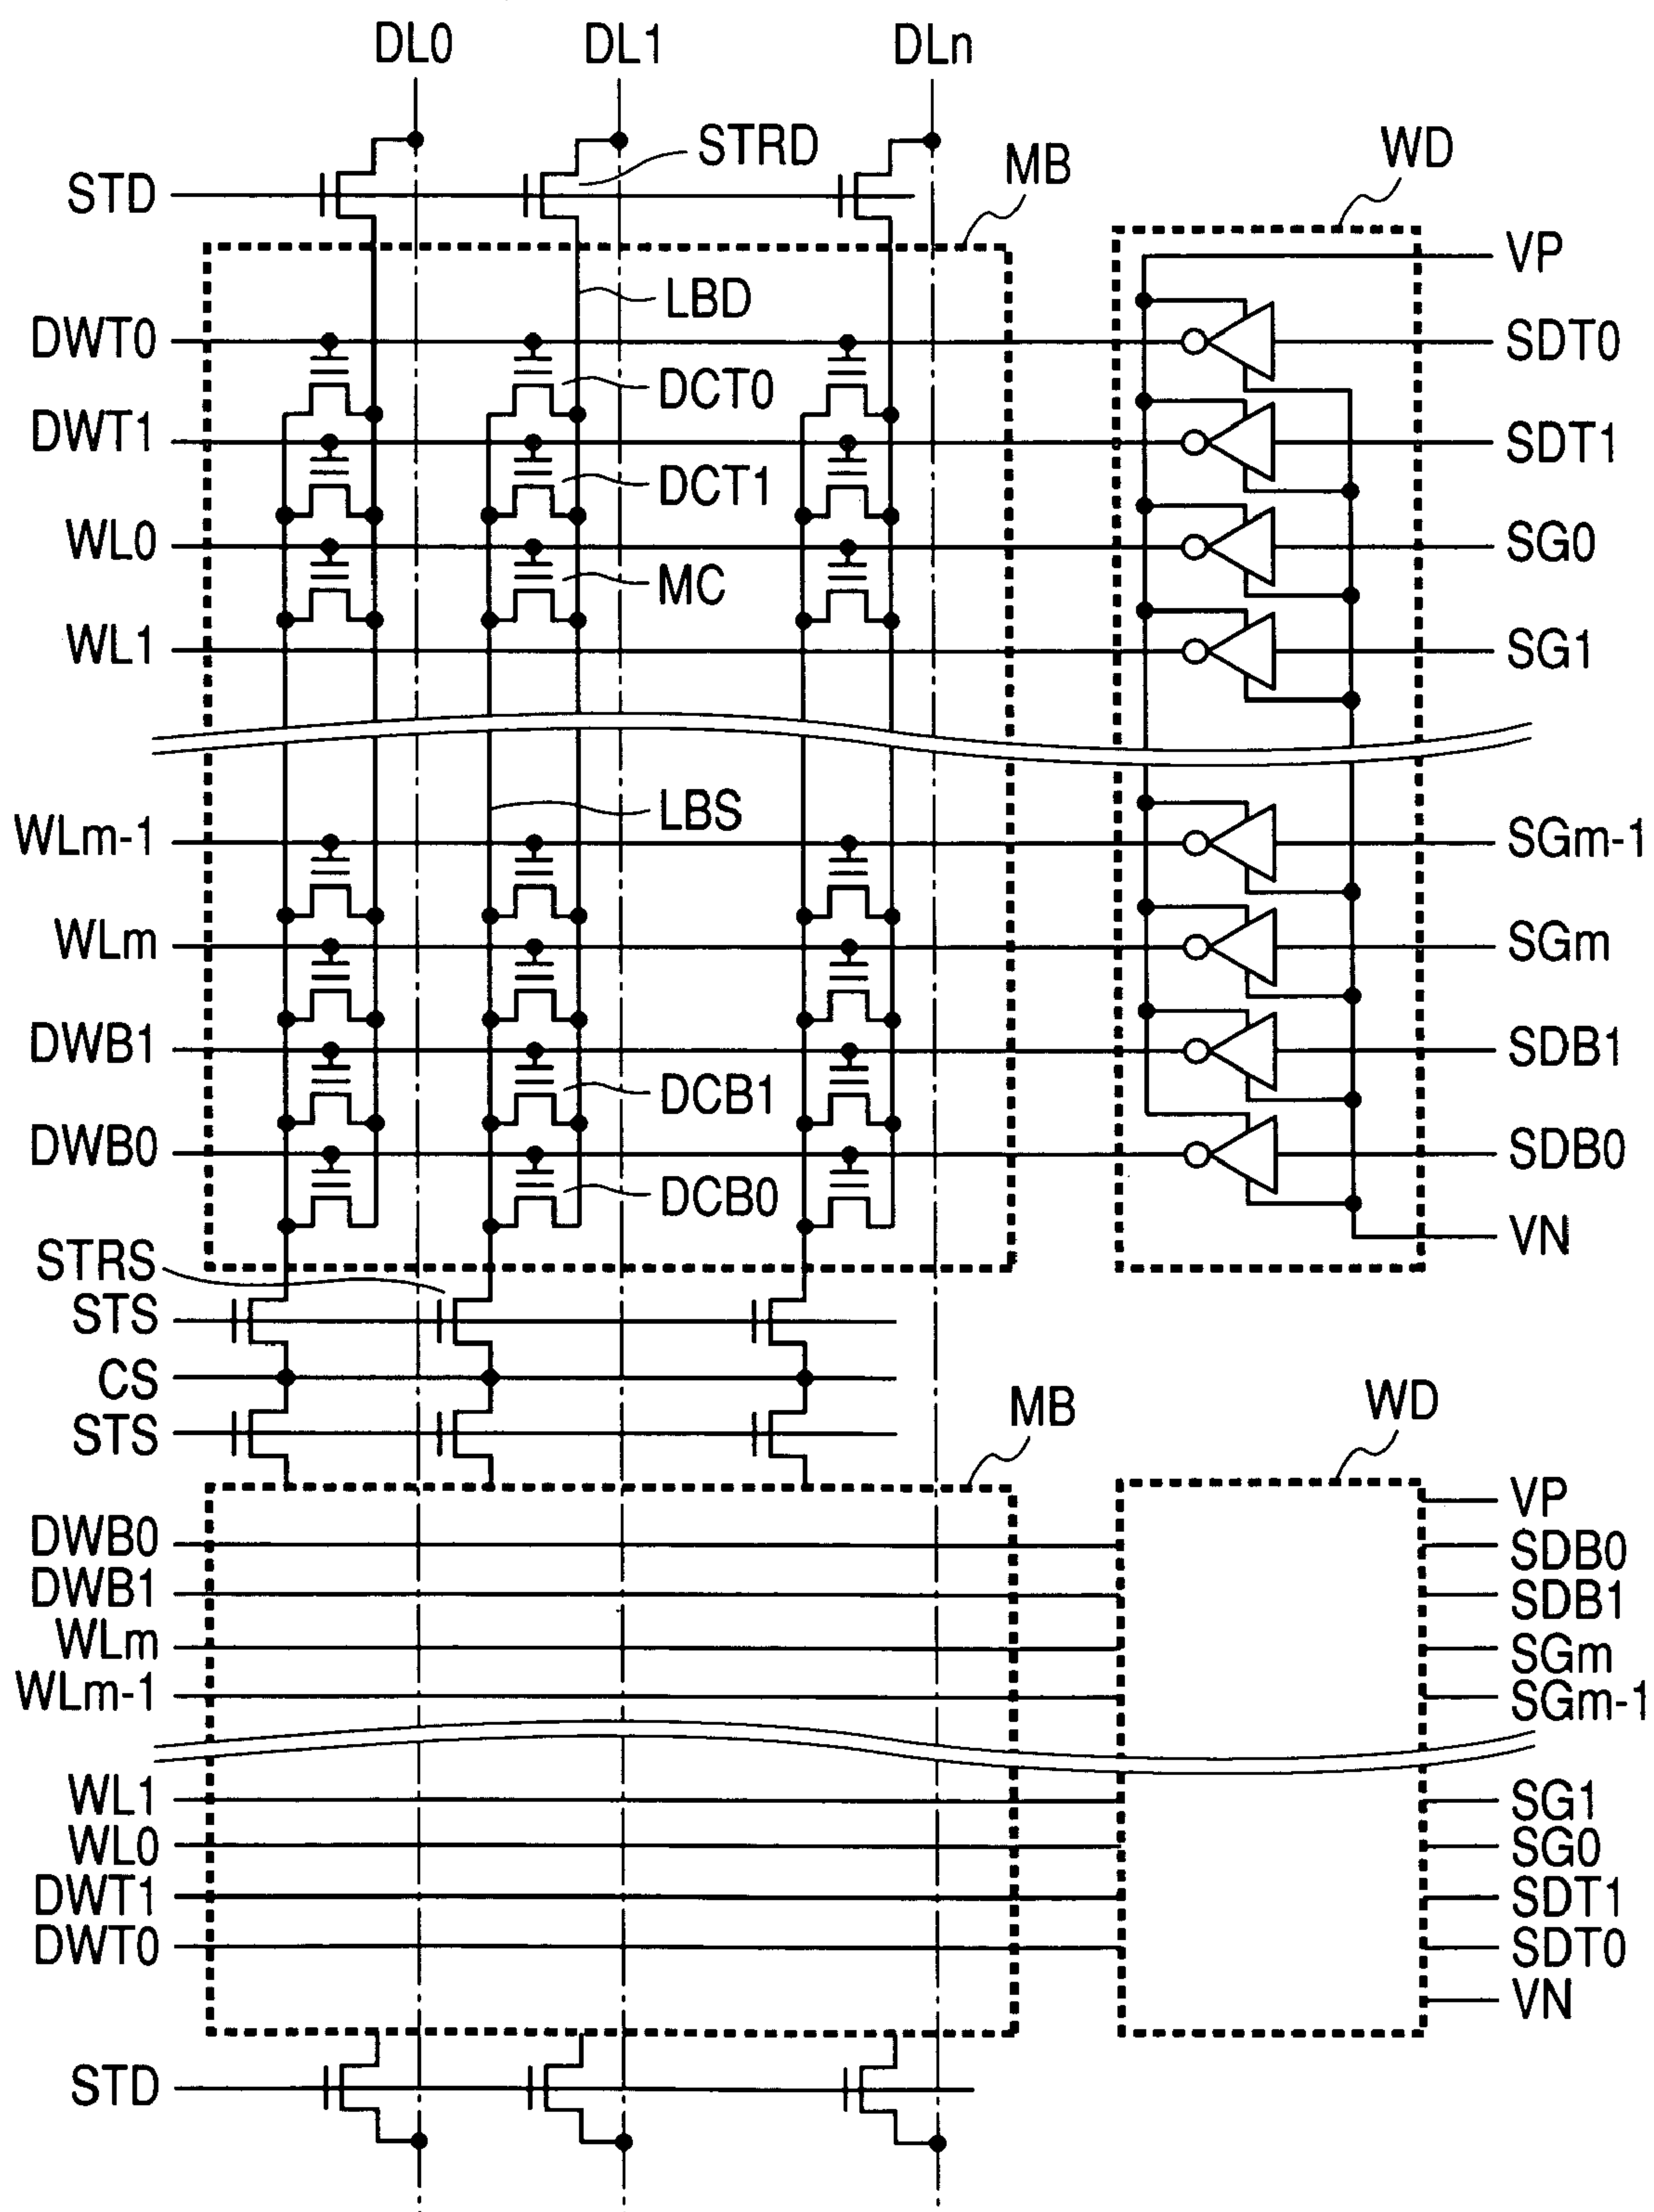 DL0 DL1 DLn
STRD MB WD
STD
VP
LBD
DWT0 SDT0
DCT0
DWT1 SDT1
DCT1
WL0 SG0
MC
WL1 SG1
LBS
WLm-1 SGm-1
WLm SGm
DWB1 SDB1
DCB1
DWB0 SDB0
DCB0
VN
STRS
STS
CS
MB WD
STS
VP
DWB0 SDB0
DWB1 SDB1
WLm SGm
WLm-1 SGm-1
WL1 SG1
WL0 SG0
DWT1 SDT1
DWT0 SDT0
VN
STD